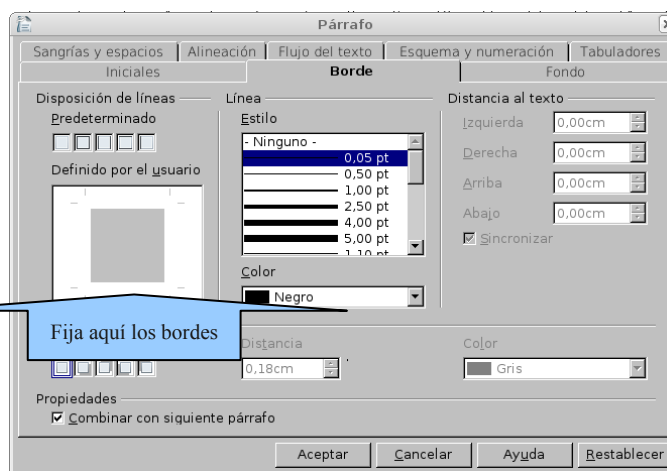 Párrafo
Sangrías y espacios Alineación Flujo del texto Esquema y numeración Tabuladores
Iniciales Borde Fondo
Disposición de líneas
Predeterminado
Definido por el usuario
Línea
Estilo
- Ninguno -
0,05 pt
0,50 pt
1,00 pt
2,50 pt
4,00 pt
5,00 pt
1,10 pt
Color
Negro
Distancia al texto
Izquierda 0,00cm
Derecha 0,00cm
Arriba 0,00cm
Abajo 0,00cm
Sincronizar
Fija aquí los bordes
Distancia
0,18cm
Color
Gris
Propiedades
Combinar con siguiente párrafo
Aceptar Cancelar Ayuda Restablecer